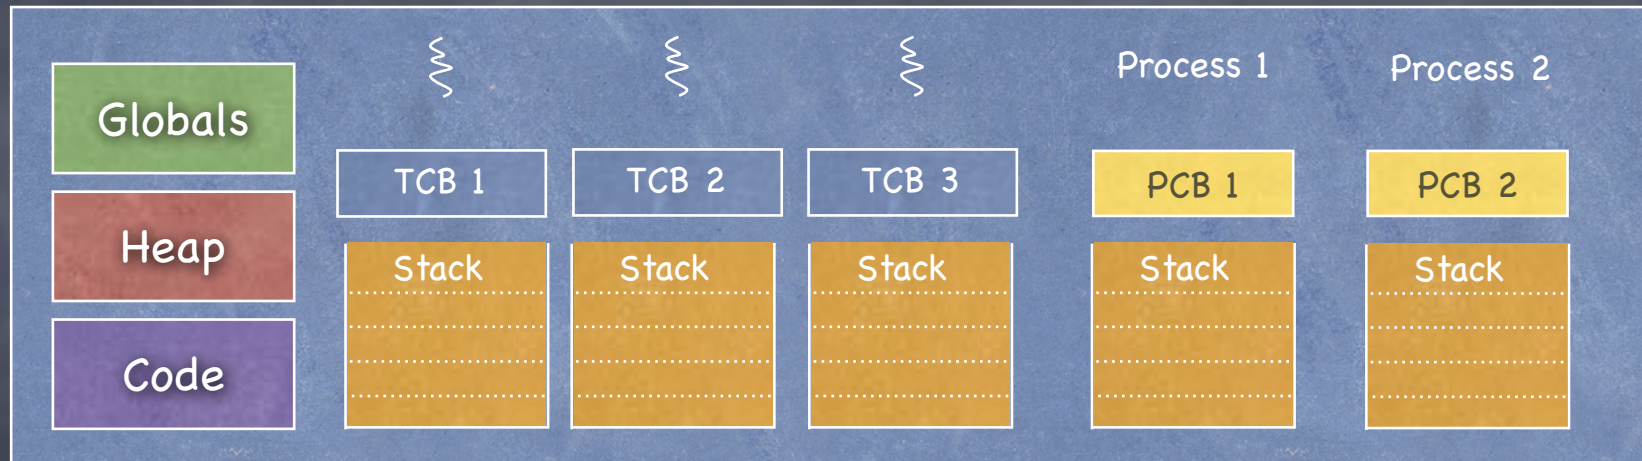 Process 1
Process 2
Globals
TCB 1
TCB 2
TCB 3
PCB 1
PCB 2
Heap
Stack
Stack
Stack
Stack
Stack
Code